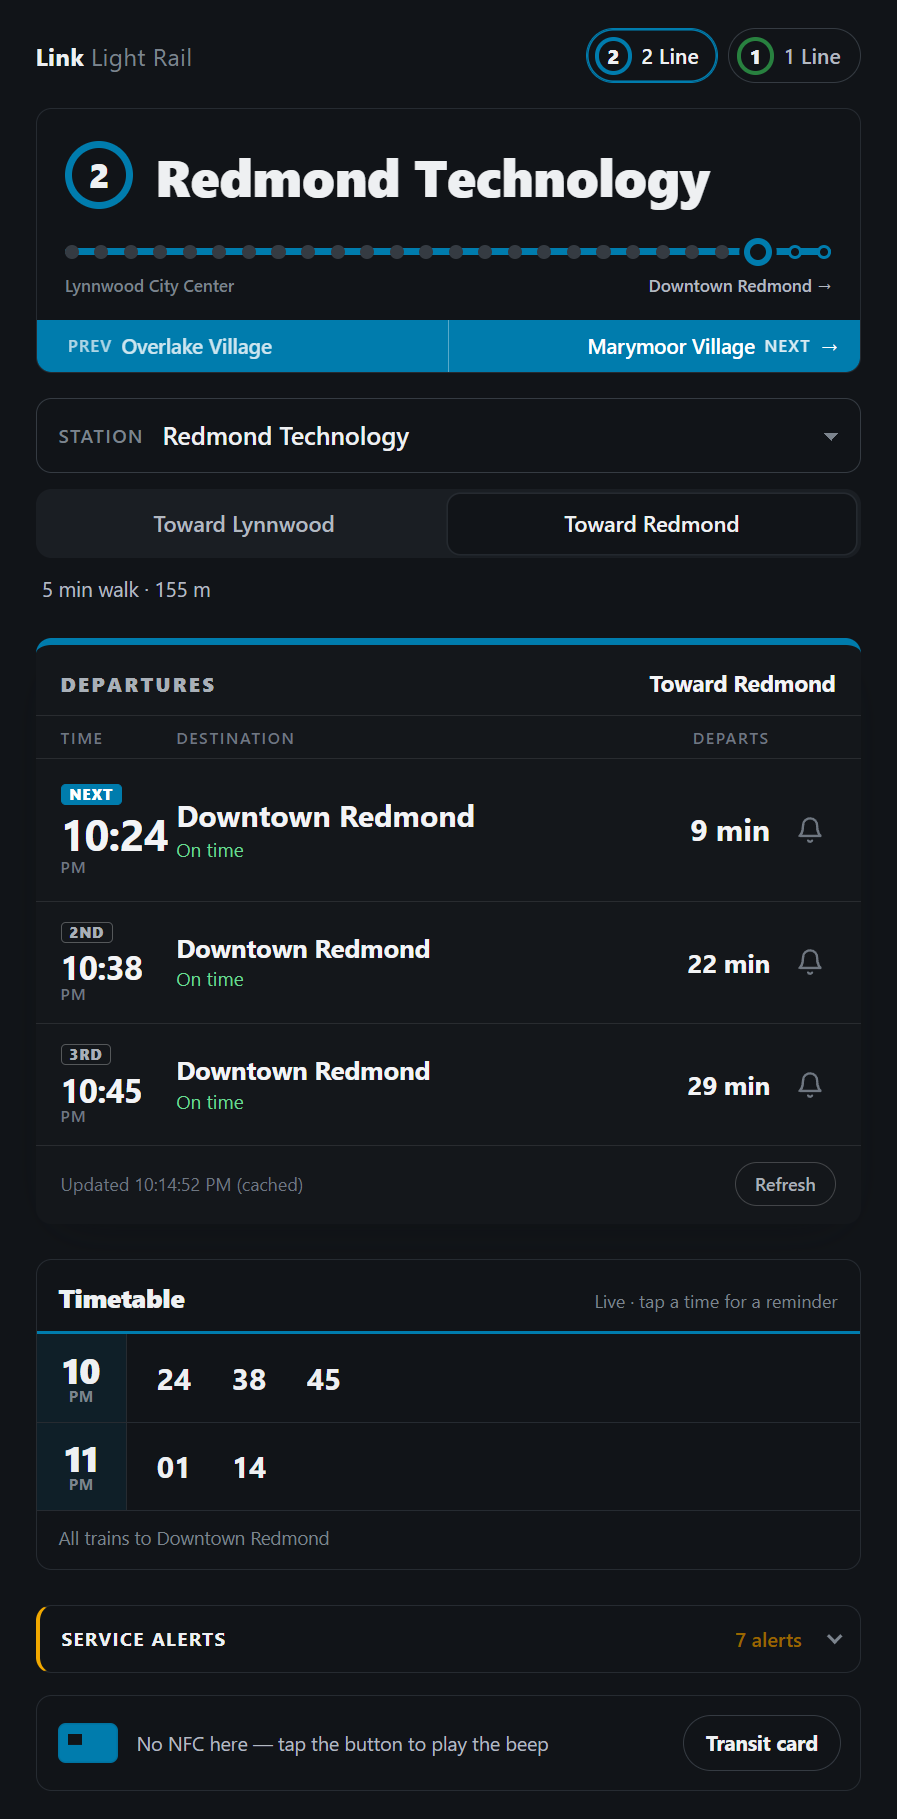 Link Light Rail
2 2 Line
1 1 Line
2 Redmond Technology
Lynnwood City Center
Downtown Redmond →
PREV Overlake Village
Marymoor Village NEXT →
STATION Redmond Technology
Toward Lynnwood
Toward Redmond
5 min walk · 155 m
DEPARTURES
Toward Redmond
TIME DESTINATION DEPARTS
NEXT
10:24
PM
Downtown Redmond
On time
9 min
2ND
10:38
PM
Downtown Redmond
On time
22 min
3RD
10:45
PM
Downtown Redmond
On time
29 min
Updated 10:14:52 PM (cached)
Refresh
Timetable
Live · tap a time for a reminder
10
PM
24 38 45
11
PM
01 14
All trains to Downtown Redmond
SERVICE ALERTS
7 alerts
No NFC here — tap the button to play the beep
Transit card